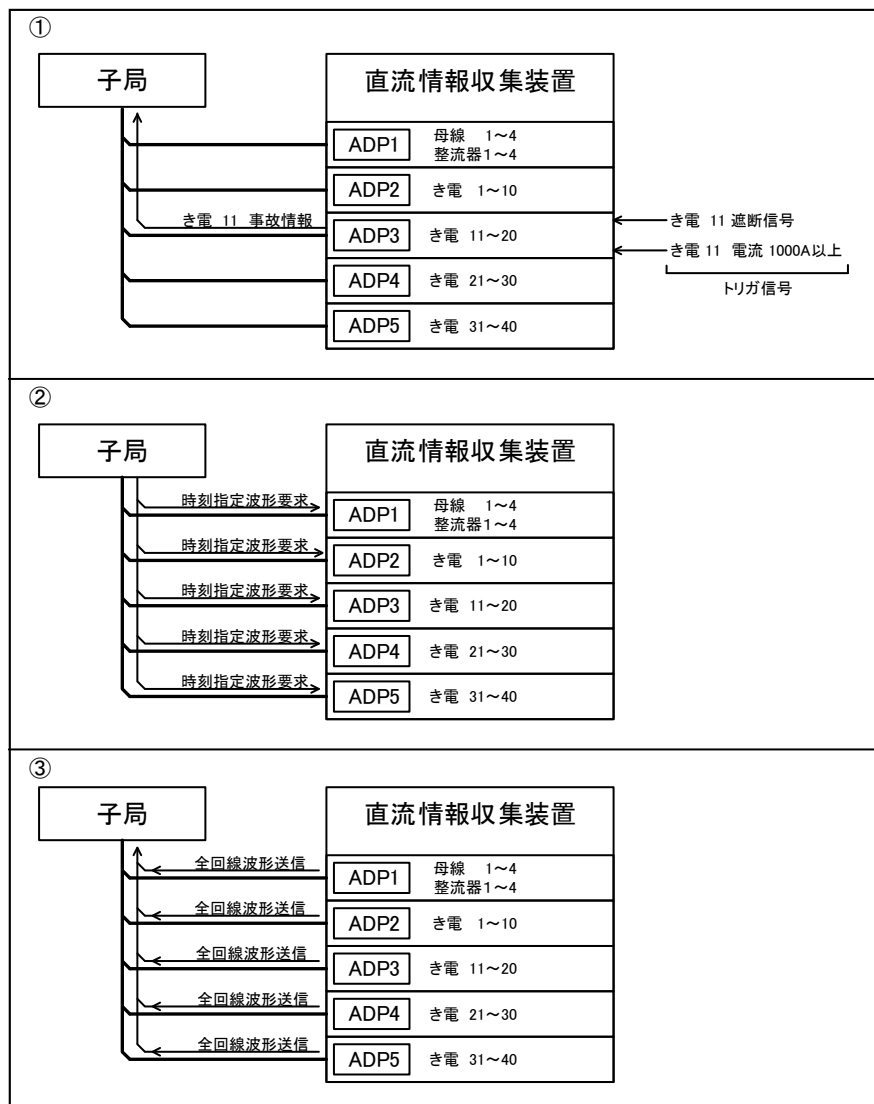 ①
子局
直流情報収集装置
ADP1
母線 1～4
整流器1～4
ADP2
き電 1～10
き電 11 事故情報
ADP3
き電 11～20
き電 11 遮断信号
き電 11 電流 1000A以上
トリガ信号
ADP4
き電 21～30
ADP5
き電 31～40
②
子局
直流情報収集装置
時刻指定波形要求
ADP1
母線 1～4
整流器1～4
時刻指定波形要求
ADP2
き電 1～10
時刻指定波形要求
ADP3
き電 11～20
時刻指定波形要求
ADP4
き電 21～30
時刻指定波形要求
ADP5
き電 31～40
③
子局
直流情報収集装置
全回線波形送信
ADP1
母線 1～4
整流器1～4
全回線波形送信
ADP2
き電 1～10
全回線波形送信
ADP3
き電 11～20
全回線波形送信
ADP4
き電 21～30
全回線波形送信
ADP5
き電 31～40